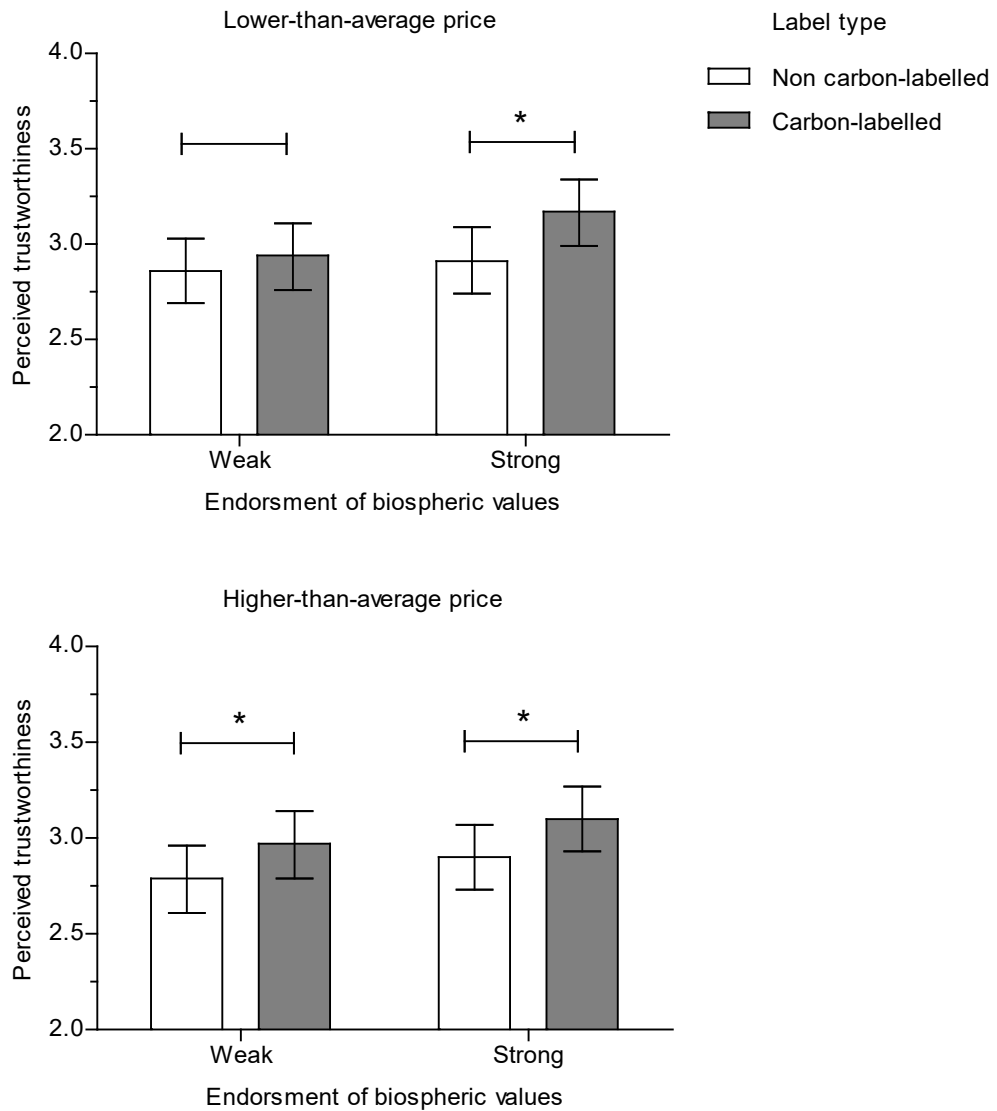 Lower-than-average price
Label type
Non carbon-labelled
Carbon-labelled
Perceived trustworthiness
4.0
3.5
3.0
2.5
2.0
*
Weak
Strong
Endorsment of biospheric values
Higher-than-average price
Perceived trustworthiness
4.0
3.5
3.0
2.5
2.0
*
*
Weak
Strong
Endorsment of biospheric values